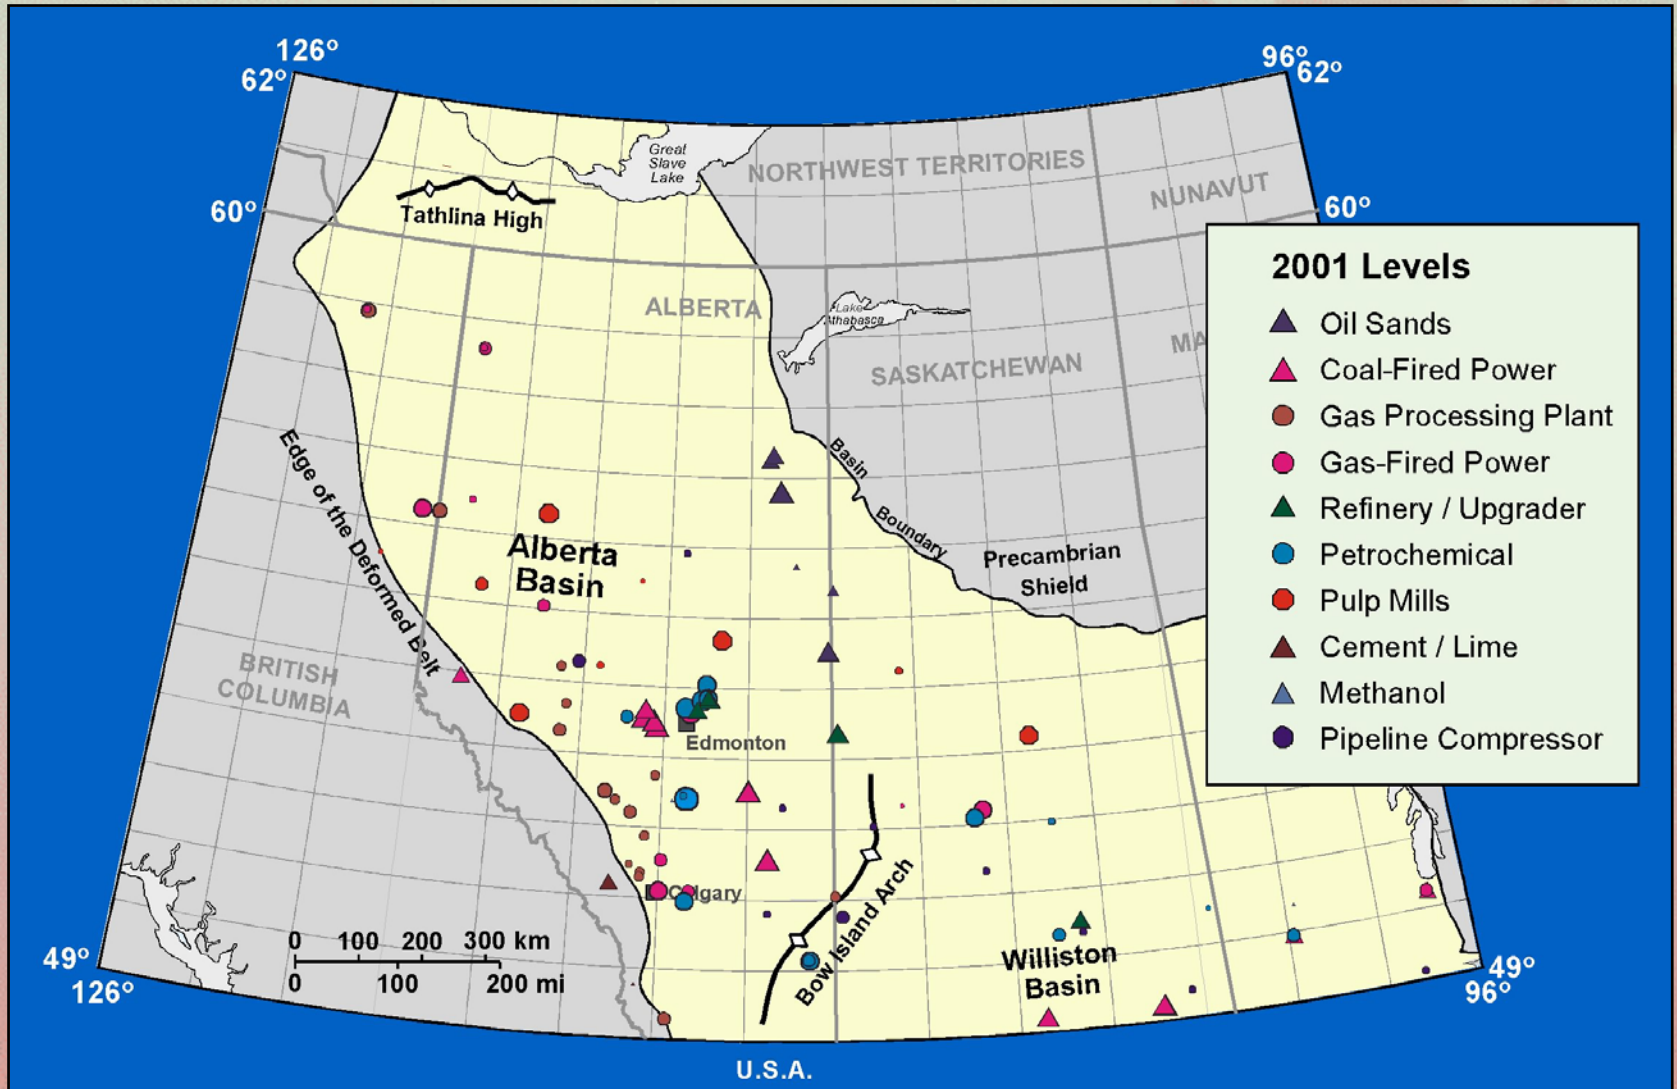 126°
96°
62°
62°
Great
Slave
Lake
NORTHWEST TERRITORIES
NUNAVUT
60°
60°
Tathlina High
ALBERTA
Lake
Athabasca
SASKATCHEWAN
MA
2001 Levels
Oil Sands
Coal-Fired Power
Gas Processing Plant
Gas-Fired Power
Refinery / Upgrader
Petrochemical
Pulp Mills
Cement / Lime
Methanol
Pipeline Compressor
Edge of the Deformed Belt
Basin
Boundary
Precambrian
Shield
Alberta
Basin
BRITISH
COLUMBIA
Edmonton
Calgary
Bow Island Arch
Williston
Basin
0 100 200 300 km
0 100 200 mi
49°
126°
49°
96°
U.S.A.